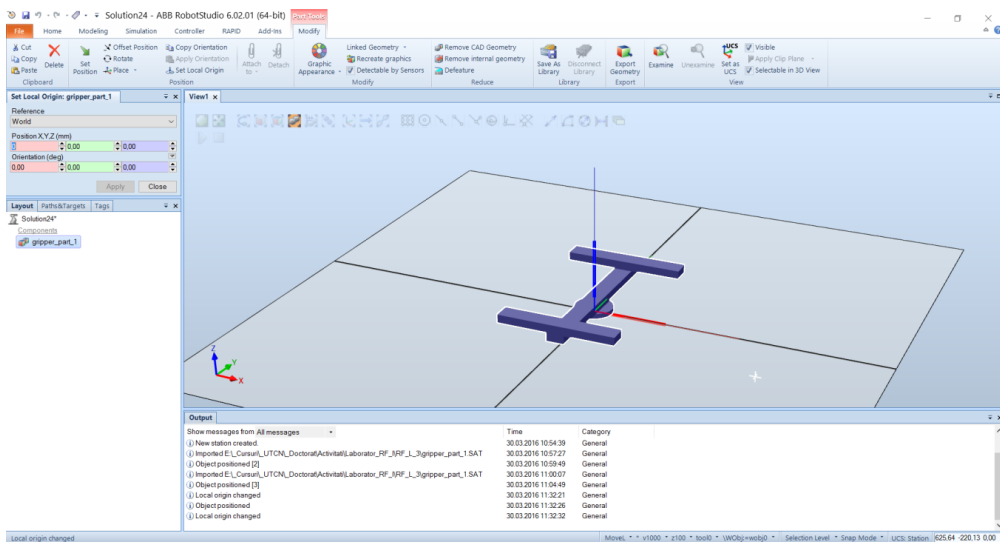 Solution24 - ABB RobotStudio 6.02.01 (64-bit)
Part Tools
File Home Modeling Simulation Controller RAPID Add-Ins Modify
Cut
Copy
Paste
Delete
Clipboard
Set Position
Offset Position
Rotate
Place
Copy Orientation
Apply Orientation
Set Local Origin
Attach to
Detach
Position
Graphic Appearance
Linked Geometry
Recreate graphics
Detectable by Sensors
Modify
Remove CAD Geometry
Remove internal geometry
Defeature
Reduce
Save As Library
Disconnect Library
Library
Export Geometry
Export
Examine
Unexamine
UCS
Set as UCS
Visible
Apply Clip Plane
Selectable in 3D View
View
Set Local Origin: gripper_part_1
Reference
World
Position X,Y,Z (mm)
0 0,00 0,00
Orientation (deg)
0,00 0,00 0,00
Apply Close
Layout Paths&Targets Tags
Solution24*
Components
gripper_part_1
View1
Z
Y
X
Output
Show messages from All messages Time Category
New station created. 30.03.2016 10:54:39 General
Imported E:\_Cursuri\_UTCN\_Doctorat\Activitati\Laborator_RF_I\RF_L_3\gripper_part_1.SAT 30.03.2016 10:57:27 General
Object positioned [2] 30.03.2016 10:59:49 General
Imported E:\_Cursuri\_UTCN\_Doctorat\Activitati\Laborator_RF_I\RF_L_3\gripper_part_1.SAT 30.03.2016 11:00:07 General
Object positioned [3] 30.03.2016 11:04:49 General
Local origin changed 30.03.2016 11:32:21 General
Object positioned 30.03.2016 11:32:26 General
Local origin changed 30.03.2016 11:32:32 General
Local origin changed
MoveL * v1000 z100 tool0 \WObj:=wobj0 Selection Level Snap Mode UCS: Station 625.64 -220.13 0.00